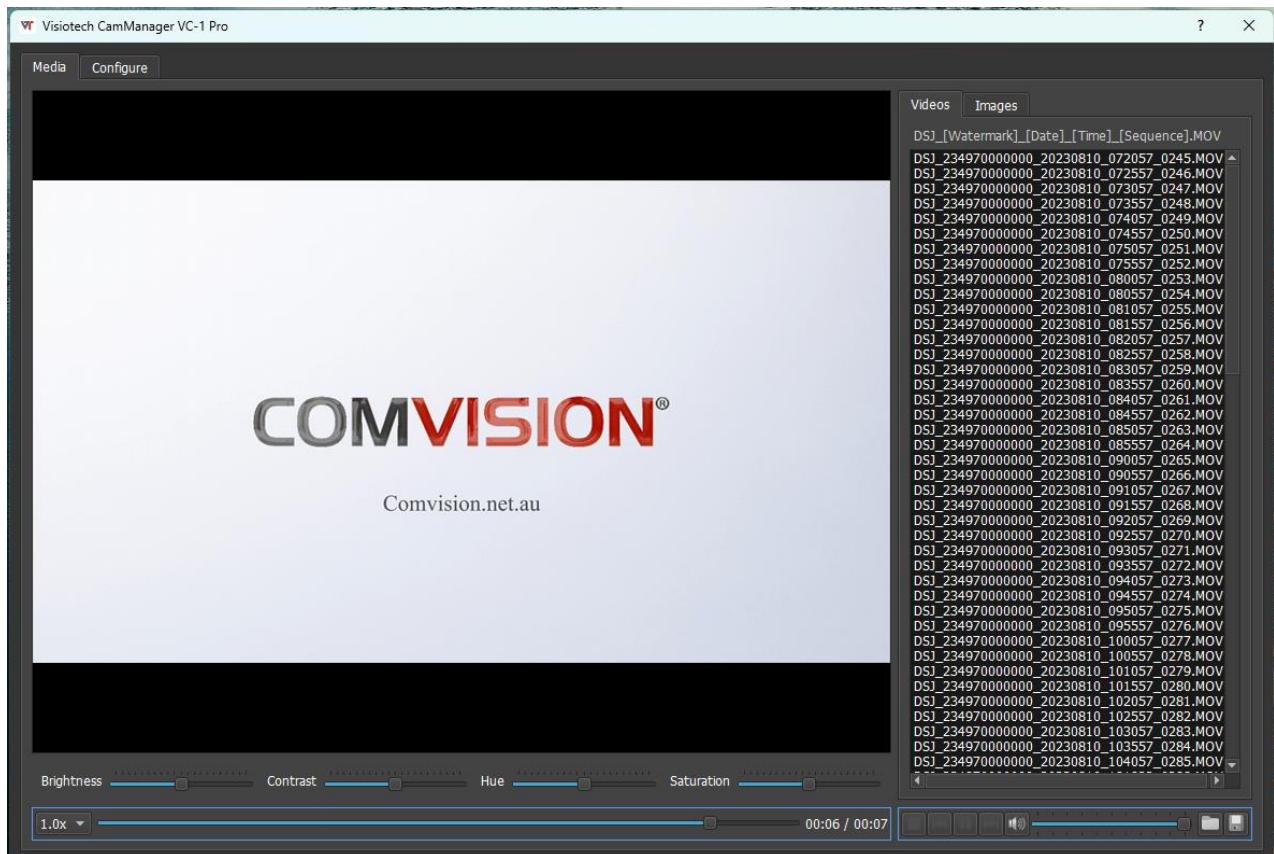 Visiotech CamManager VC-1 Pro
Media Configure
Videos Images
DSJ_[Watermark]_[Date]_[Time]_[Sequence].MOV
DSJ_234970000000_20230810_072057_0245.MOV
DSJ_234970000000_20230810_072557_0246.MOV
DSJ_234970000000_20230810_073057_0247.MOV
DSJ_234970000000_20230810_073557_0248.MOV
DSJ_234970000000_20230810_074057_0249.MOV
DSJ_234970000000_20230810_074557_0250.MOV
DSJ_234970000000_20230810_075057_0251.MOV
DSJ_234970000000_20230810_075557_0252.MOV
DSJ_234970000000_20230810_080057_0253.MOV
DSJ_234970000000_20230810_080557_0254.MOV
DSJ_234970000000_20230810_081057_0255.MOV
DSJ_234970000000_20230810_081557_0256.MOV
DSJ_234970000000_20230810_082057_0257.MOV
DSJ_234970000000_20230810_082557_0258.MOV
DSJ_234970000000_20230810_083057_0259.MOV
DSJ_234970000000_20230810_083557_0260.MOV
DSJ_234970000000_20230810_084057_0261.MOV
DSJ_234970000000_20230810_084557_0262.MOV
DSJ_234970000000_20230810_085057_0263.MOV
DSJ_234970000000_20230810_085557_0264.MOV
DSJ_234970000000_20230810_090057_0265.MOV
DSJ_234970000000_20230810_090557_0266.MOV
DSJ_234970000000_20230810_091057_0267.MOV
DSJ_234970000000_20230810_091557_0268.MOV
DSJ_234970000000_20230810_092057_0269.MOV
DSJ_234970000000_20230810_092557_0270.MOV
DSJ_234970000000_20230810_093057_0271.MOV
DSJ_234970000000_20230810_093557_0272.MOV
DSJ_234970000000_20230810_094057_0273.MOV
DSJ_234970000000_20230810_094557_0274.MOV
DSJ_234970000000_20230810_095057_0275.MOV
DSJ_234970000000_20230810_095557_0276.MOV
DSJ_234970000000_20230810_100057_0277.MOV
DSJ_234970000000_20230810_100557_0278.MOV
DSJ_234970000000_20230810_101057_0279.MOV
DSJ_234970000000_20230810_101557_0280.MOV
DSJ_234970000000_20230810_102057_0281.MOV
DSJ_234970000000_20230810_102557_0282.MOV
DSJ_234970000000_20230810_103057_0283.MOV
DSJ_234970000000_20230810_103557_0284.MOV
DSJ_234970000000_20230810_104057_0285.MOV
COMVISION®
Comvision.net.au
Brightness Contrast Hue Saturation
1.0x 00:06 / 00:07